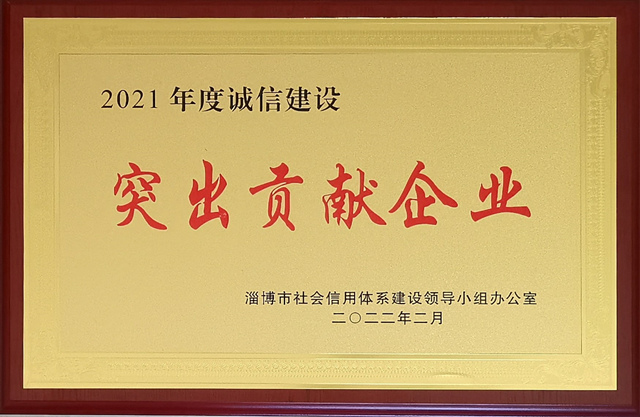 2021 年度诚信建设
突出贡献企业
淄博市社会信用体系建设领导小组办公室
二〇二二年二月